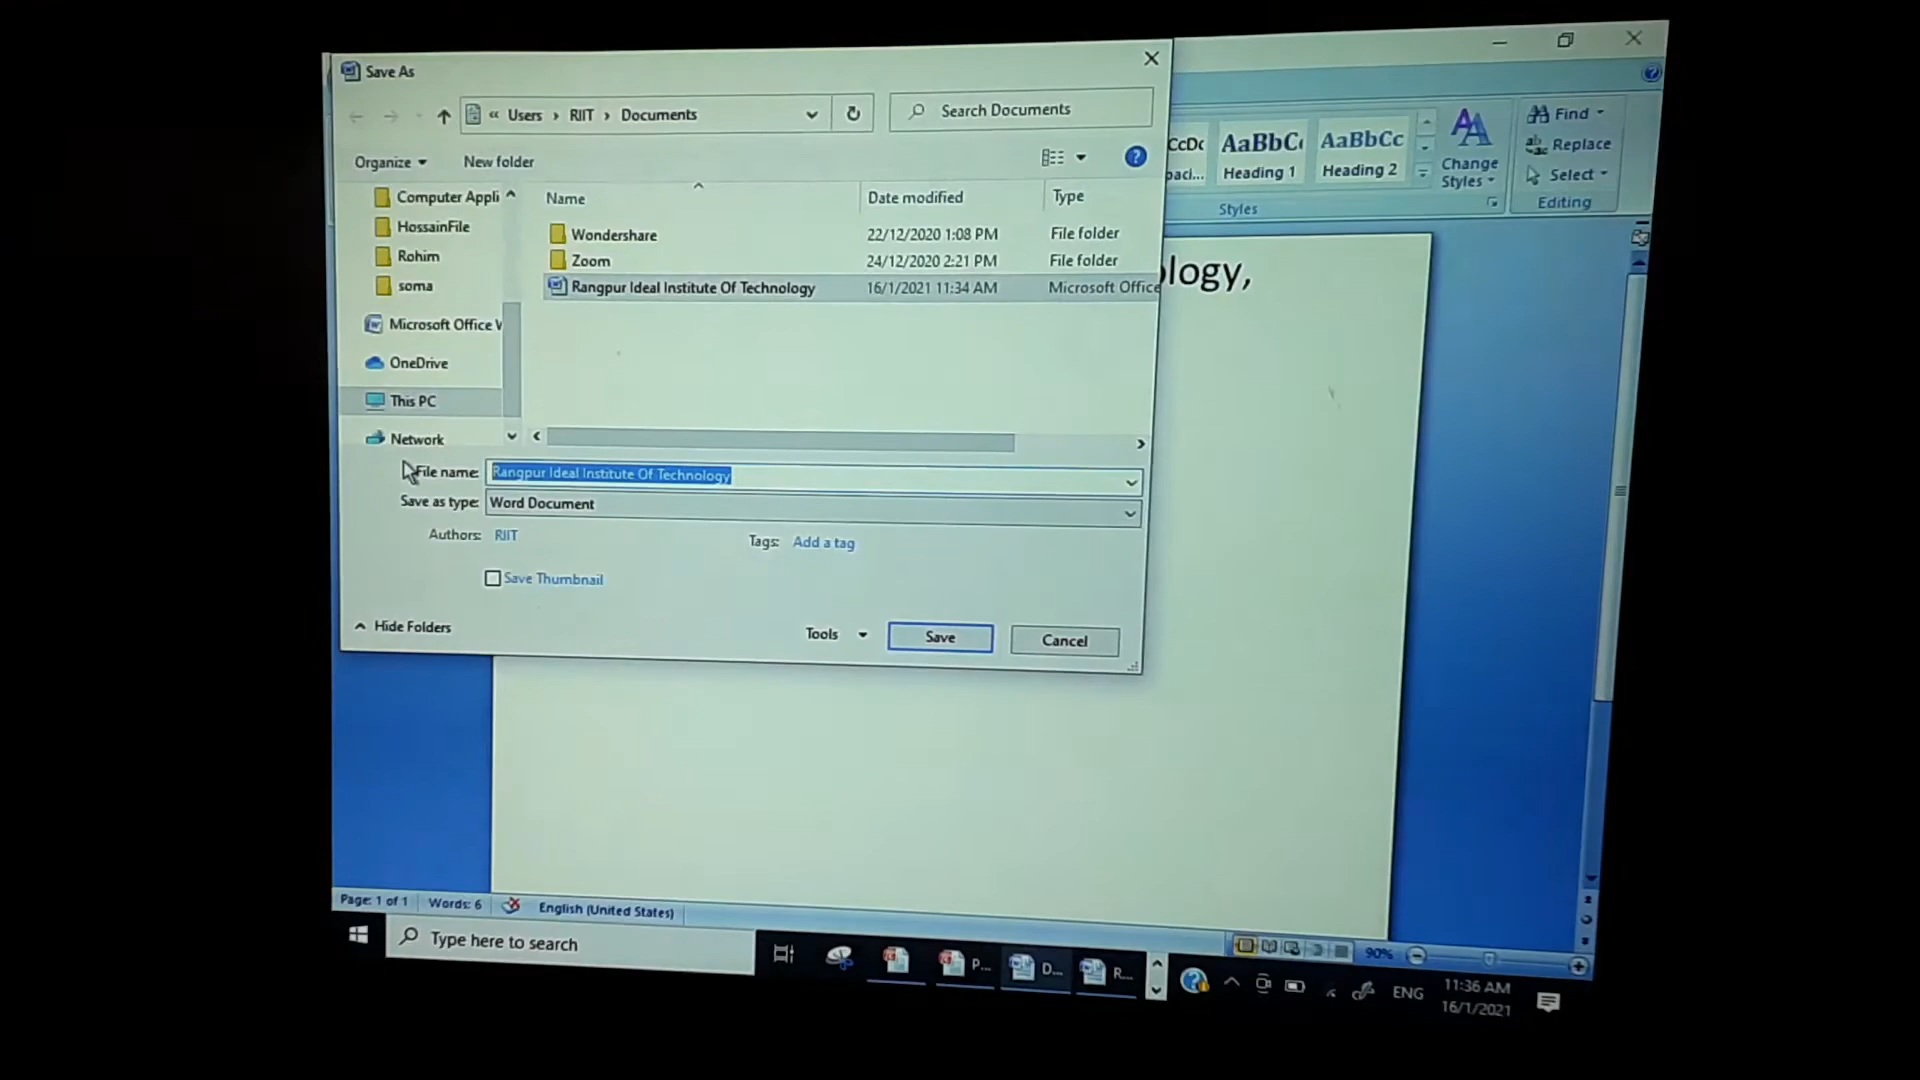 Save As
« Users › RIIT › Documents
Search Documents
Organize
New folder
Name
Date modified
Type
Computer Appli
HossainFile
Rohim
soma
Microsoft Office W
OneDrive
This PC
Network
Wondershare 22/12/2020 1:08 PM File folder
Zoom 24/12/2020 2:21 PM File folder
Rangpur Ideal Institute Of Technology 16/1/2021 11:34 AM Microsoft Office
File name: Rangpur Ideal Institute Of Technology
Save as type: Word Document
Authors: RIIT
Tags: Add a tag
Save Thumbnail
Hide Folders
Tools
Save
Cancel
CcDc AaBbCc AaBbCc
paci... Heading 1 Heading 2
Change
Styles
Styles
Find
Replace
Select
Editing
ology,
Page: 1 of 1 Words: 6 English (United States)
90%
Type here to search
P...
D...
R...
ENG
11:36 AM
16/1/2021